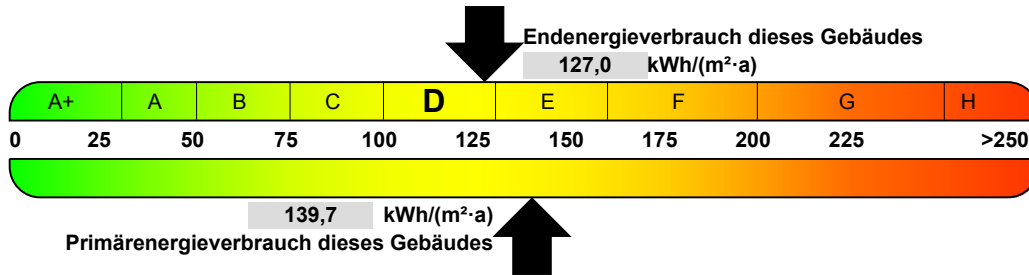 Endenergieverbrauch dieses Gebäudes
127,0 kWh/(m²·a)
A+ A B C D E F G H
0 25 50 75 100 125 150 175 200 225 >250
139,7 kWh/(m²·a)
Primärenergieverbrauch dieses Gebäudes